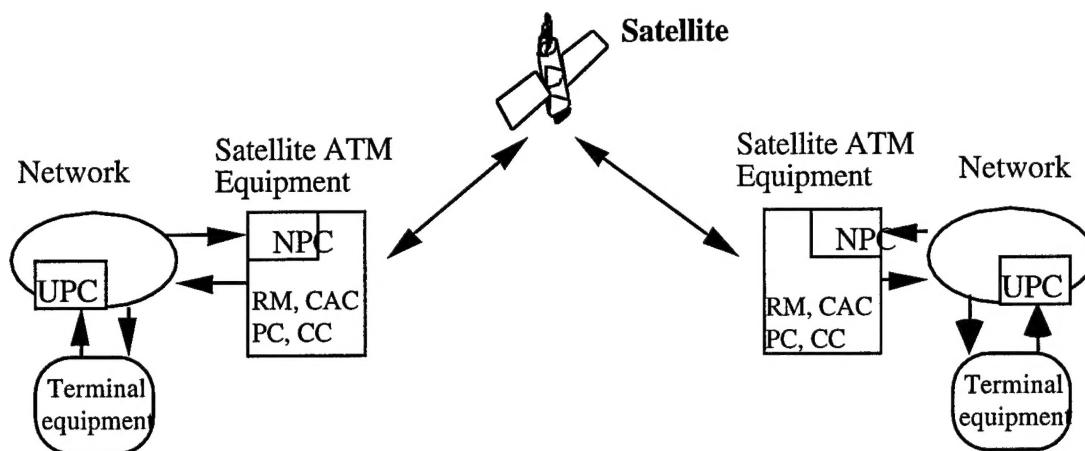 Satellite
Satellite ATM
Equipment
Network
NPC
UPC
RM, CAC
PC, CC
Terminal
equipment
Satellite ATM
Equipment
Network
NPC
UPC
RM, CAC
PC, CC
Terminal
equipment